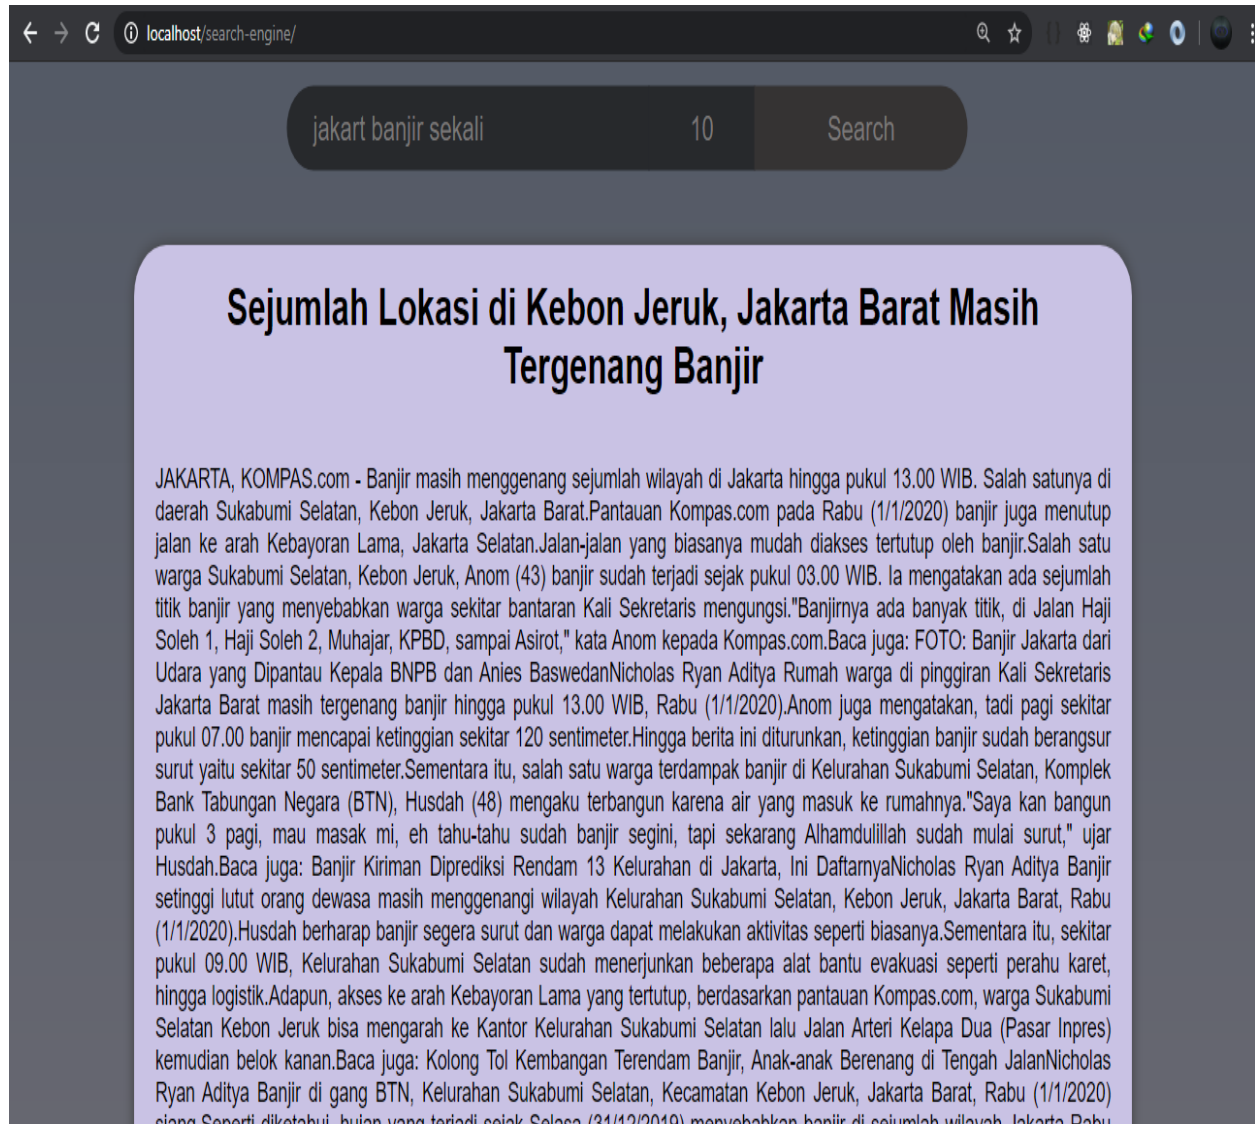 localhost/search-engine/
jakart banjir sekali 10 Search
Sejumlah Lokasi di Kebon Jeruk, Jakarta Barat Masih
Tergenang Banjir
JAKARTA, KOMPAS.com - Banjir masih menggenang sejumlah wilayah di Jakarta hingga pukul 13.00 WIB. Salah satunya di
daerah Sukabumi Selatan, Kebon Jeruk, Jakarta Barat.Pantauan Kompas.com pada Rabu (1/1/2020) banjir juga menutup
jalan ke arah Kebayoran Lama, Jakarta Selatan.Jalan-jalan yang biasanya mudah diakses tertutup oleh banjir.Salah satu
warga Sukabumi Selatan, Kebon Jeruk, Anom (43) banjir sudah terjadi sejak pukul 03.00 WIB. Ia mengatakan ada sejumlah
titik banjir yang menyebabkan warga sekitar bantaran Kali Sekretaris mengungsi."Banjirnya ada banyak titik, di Jalan Haji
Soleh 1, Haji Soleh 2, Muhajar, KPBD, sampai Asirot," kata Anom kepada Kompas.com.Baca juga: FOTO: Banjir Jakarta dari
Udara yang Dipantau Kepala BNPB dan Anies BaswedanNicholas Ryan Aditya Rumah warga di pinggiran Kali Sekretaris
Jakarta Barat masih tergenang banjir hingga pukul 13.00 WIB, Rabu (1/1/2020).Anom juga mengatakan, tadi pagi sekitar
pukul 07.00 banjir mencapai ketinggian sekitar 120 sentimeter.Hingga berita ini diturunkan, ketinggian banjir sudah berangsur
surut yaitu sekitar 50 sentimeter.Sementara itu, salah satu warga terdampak banjir di Kelurahan Sukabumi Selatan, Komplek
Bank Tabungan Negara (BTN), Husdah (48) mengaku terbangun karena air yang masuk ke rumahnya."Saya kan bangun
pukul 3 pagi, mau masak mi, eh tahu-tahu sudah banjir segini, tapi sekarang Alhamdulillah sudah mulai surut," ujar
Husdah.Baca juga: Banjir Kiriman Diprediksi Rendam 13 Kelurahan di Jakarta, Ini DaftarnyaNicholas Ryan Aditya Banjir
setinggi lutut orang dewasa masih menggenangi wilayah Kelurahan Sukabumi Selatan, Kebon Jeruk, Jakarta Barat, Rabu
(1/1/2020).Husdah berharap banjir segera surut dan warga dapat melakukan aktivitas seperti biasanya.Sementara itu, sekitar
pukul 09.00 WIB, Kelurahan Sukabumi Selatan sudah menerjunkan beberapa alat bantu evakuasi seperti perahu karet,
hingga logistik.Adapun, akses ke arah Kebayoran Lama yang tertutup, berdasarkan pantauan Kompas.com, warga Sukabumi
Selatan Kebon Jeruk bisa mengarah ke Kantor Kelurahan Sukabumi Selatan lalu Jalan Arteri Kelapa Dua (Pasar Inpres)
kemudian belok kanan.Baca juga: Kolong Tol Kembangan Terendam Banjir, Anak-anak Berenang di Tengah JalanNicholas
Ryan Aditya Banjir di gang BTN, Kelurahan Sukabumi Selatan, Kecamatan Kebon Jeruk, Jakarta Barat, Rabu (1/1/2020)
siang.Seperti diketahui, hujan yang terjadi sejak Selasa (31/12/2019) menyebabkan banjir di sejumlah wilayah Jakarta Rabu